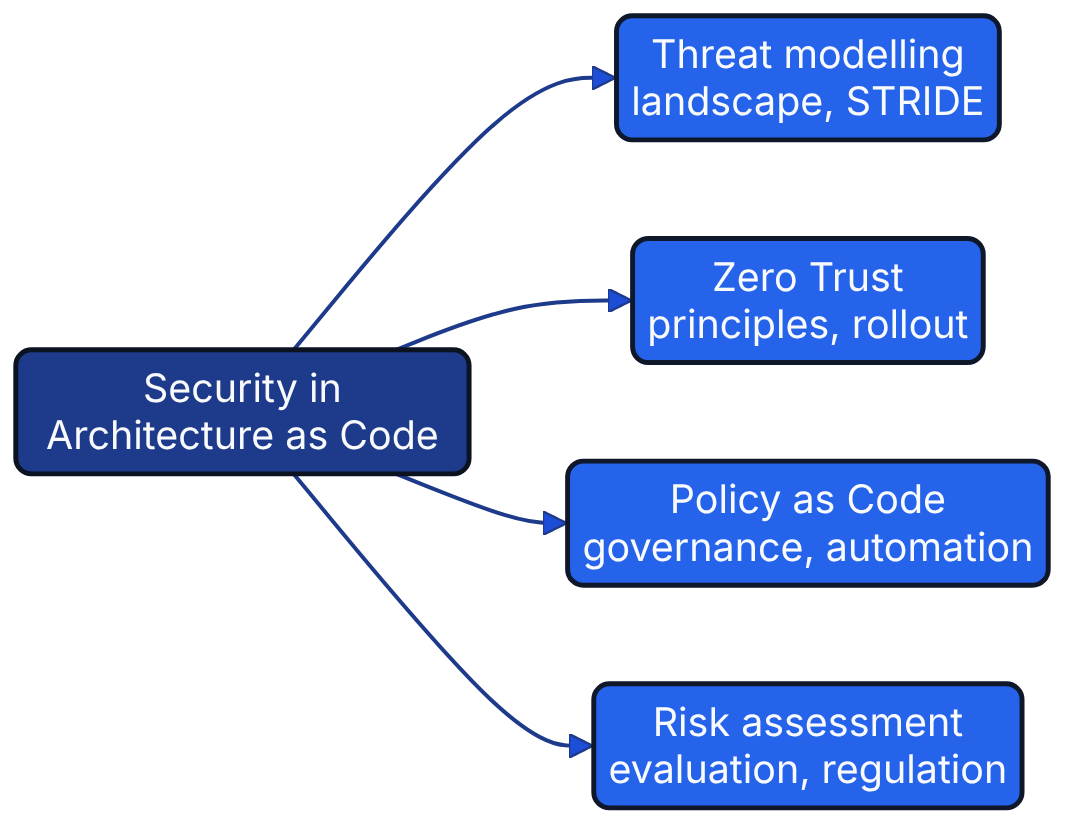 Threat modelling
landscape, STRIDE
Zero Trust
principles, rollout
Security in
Architecture as Code
Policy as Code
governance, automation
Risk assessment
evaluation, regulation